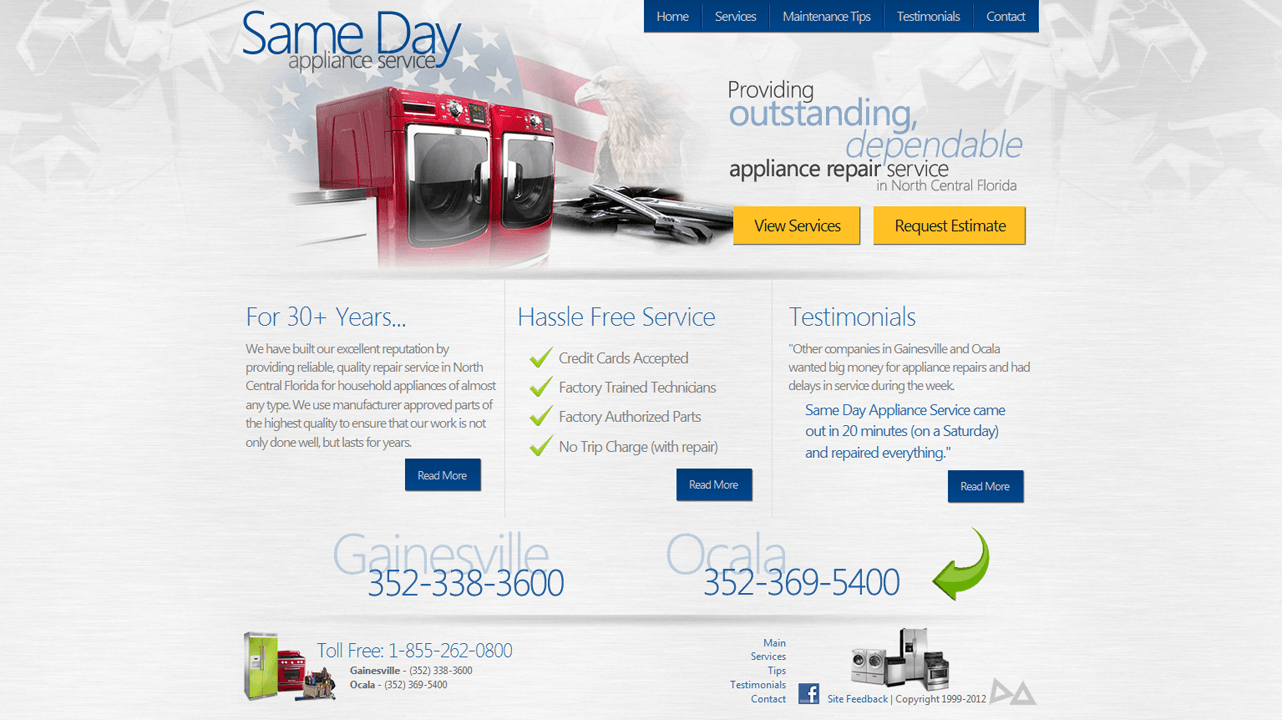 Same Day
appliance service
Home
Services
Maintenance Tips
Testimonials
Contact
Providing
outstanding,
dependable
appliance repair service
in North Central Florida
View Services
Request Estimate
For 30+ Years...
We have built our excellent reputation by
providing reliable, quality repair service in North
Central Florida for household appliances of almost
any type. We use manufacturer approved parts of
the highest quality to ensure that our work is not
only done well, but lasts for years.
Read More
Hassle Free Service
Credit Cards Accepted
Factory Trained Technicians
Factory Authorized Parts
No Trip Charge (with repair)
Read More
Testimonials
"Other companies in Gainesville and Ocala
wanted big money for appliance repairs and had
delays in service during the week.
Same Day Appliance Service came
out in 20 minutes (on a Saturday)
and repaired everything."
Read More
Gainesville
352-338-3600
Ocala
352-369-5400
Toll Free: 1-855-262-0800
Gainesville - (352) 338-3600
Ocala - (352) 369-5400
Main
Services
Tips
Testimonials
Contact
f
Site Feedback | Copyright 1999-2012